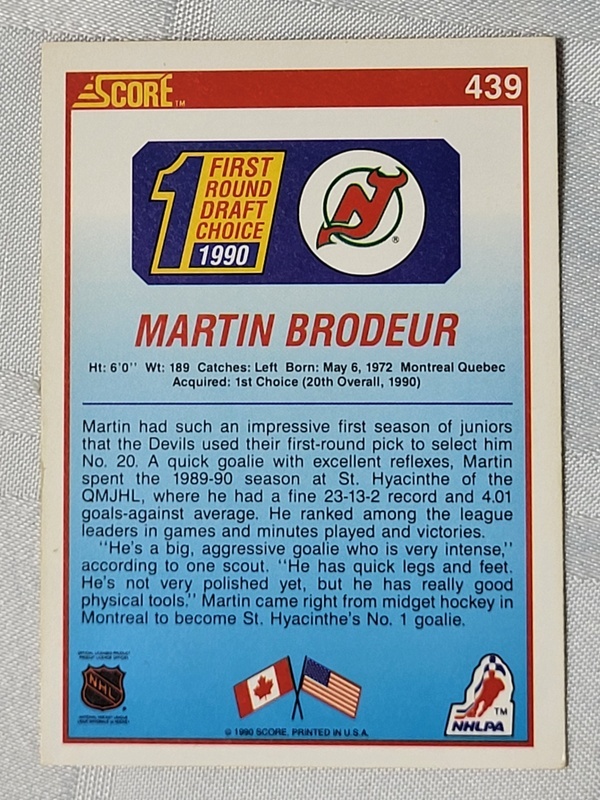 SCORE™
439
1 FIRST
ROUND
DRAFT
CHOICE
1990
®
MARTIN BRODEUR
Ht: 6'0'' Wt: 189 Catches: Left Born: May 6, 1972 Montreal Quebec
Acquired: 1st Choice (20th Overall, 1990)
Martin had such an impressive first season of juniors
that the Devils used their first-round pick to select him
No. 20. A quick goalie with excellent reflexes, Martin
spent the 1989-90 season at St. Hyacinthe of the
QMJHL, where he had a fine 23-13-2 record and 4.01
goals-against average. He ranked among the league
leaders in games and minutes played and victories.
''He's a big, aggressive goalie who is very intense,''
according to one scout. ''He has quick legs and feet.
He's not very polished yet, but he has really good
physical tools.'' Martin came right from midget hockey in
Montreal to become St. Hyacinthe's No. 1 goalie.
NHL
© 1990 SCORE, PRINTED IN U.S.A.
TM
NHLPA